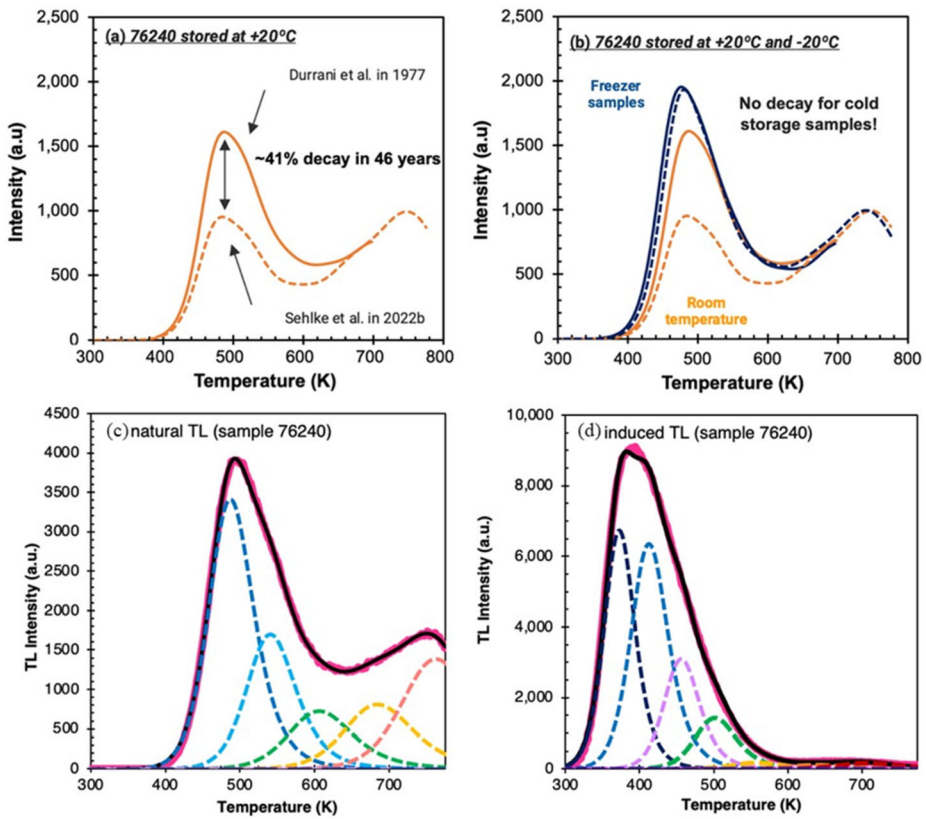 (a) 76240 stored at +20°C
Durrani et al. in 1977
~41% decay in 46 years
Sehlke et al. in 2022b
Intensity (a.u)
2,500
2,000
1,500
1,000
500
0
300 400 500 600 700 800
Temperature (K)
(b) 76240 stored at +20°C and -20°C
Freezer
samples
No decay for cold
storage samples!
Room
temperature
Intensity (a.u)
2,500
2,000
1,500
1,000
500
0
300 400 500 600 700 800
Temperature (K)
(c) natural TL (sample 76240)
TL Intensity (a.u.)
4500
4000
3500
3000
2500
2000
1500
1000
500
0
300 400 500 600 700
Temperature (K)
(d) induced TL (sample 76240)
TL Intensity (a.u.)
10,000
8,000
6,000
4,000
2,000
0
300 400 500 600 700
Temperature (K)